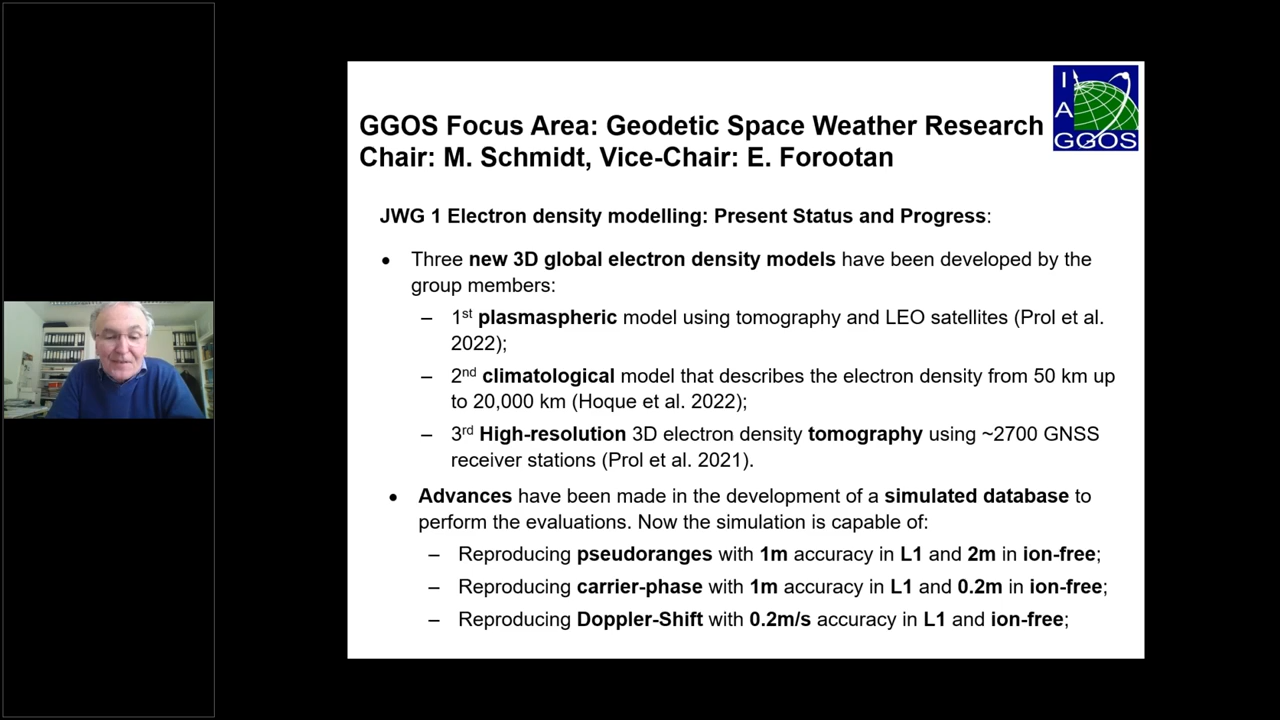 GGOS Focus Area: Geodetic Space Weather Research
Chair: M. Schmidt, Vice-Chair: E. Forootan
I
A
GGOS
JWG 1 Electron density modelling: Present Status and Progress:
• Three new 3D global electron density models have been developed by the
group members:
– 1st plasmaspheric model using tomography and LEO satellites (Prol et al.
2022);
– 2nd climatological model that describes the electron density from 50 km up
to 20,000 km (Hoque et al. 2022);
– 3rd High-resolution 3D electron density tomography using ~2700 GNSS
receiver stations (Prol et al. 2021).
• Advances have been made in the development of a simulated database to
perform the evaluations. Now the simulation is capable of:
– Reproducing pseudoranges with 1m accuracy in L1 and 2m in ion-free;
– Reproducing carrier-phase with 1m accuracy in L1 and 0.2m in ion-free;
– Reproducing Doppler-Shift with 0.2m/s accuracy in L1 and ion-free;